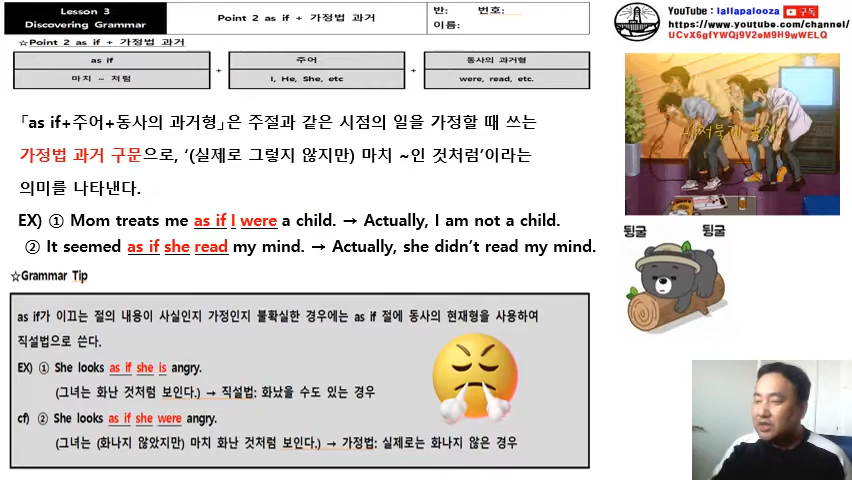 Lesson 3
Discovering Grammar
Point 2 as if + 가정법 과거
반:
번호:
이름:
YouTube : lallapalooza 구독
https://www.youtube.com/channel/
UCvX6gfYWQj9V2eM9H9wWELQ
☆Point 2 as if + 가정법 과거
as if
마치 ~ 처럼
+
주어
I, He, She, etc
+
동사의 과거형
were, read, etc.
「as if+주어+동사의 과거형」은 주절과 같은 시점의 일을 가정할 때 쓰는
가정법 과거 구문으로, ‘(실제로 그렇지 않지만) 마치 ~인 것처럼’이라는
의미를 나타낸다.
EX) ① Mom treats me as if I were a child. → Actually, I am not a child.
② It seemed as if she read my mind. → Actually, she didn’t read my mind.
뒹굴 뒹굴
☆Grammar Tip
as if가 이끄는 절의 내용이 사실인지 가정인지 불확실한 경우에는 as if 절에 동사의 현재형을 사용하여
직설법으로 쓴다.
EX) ① She looks as if she is angry.
(그녀는 화난 것처럼 보인다.) → 직설법: 화났을 수도 있는 경우
cf) ② She looks as if she were angry.
(그녀는 (화나지 않았지만) 마치 화난 것처럼 보인다.) → 가정법: 실제로는 화나지 않은 경우